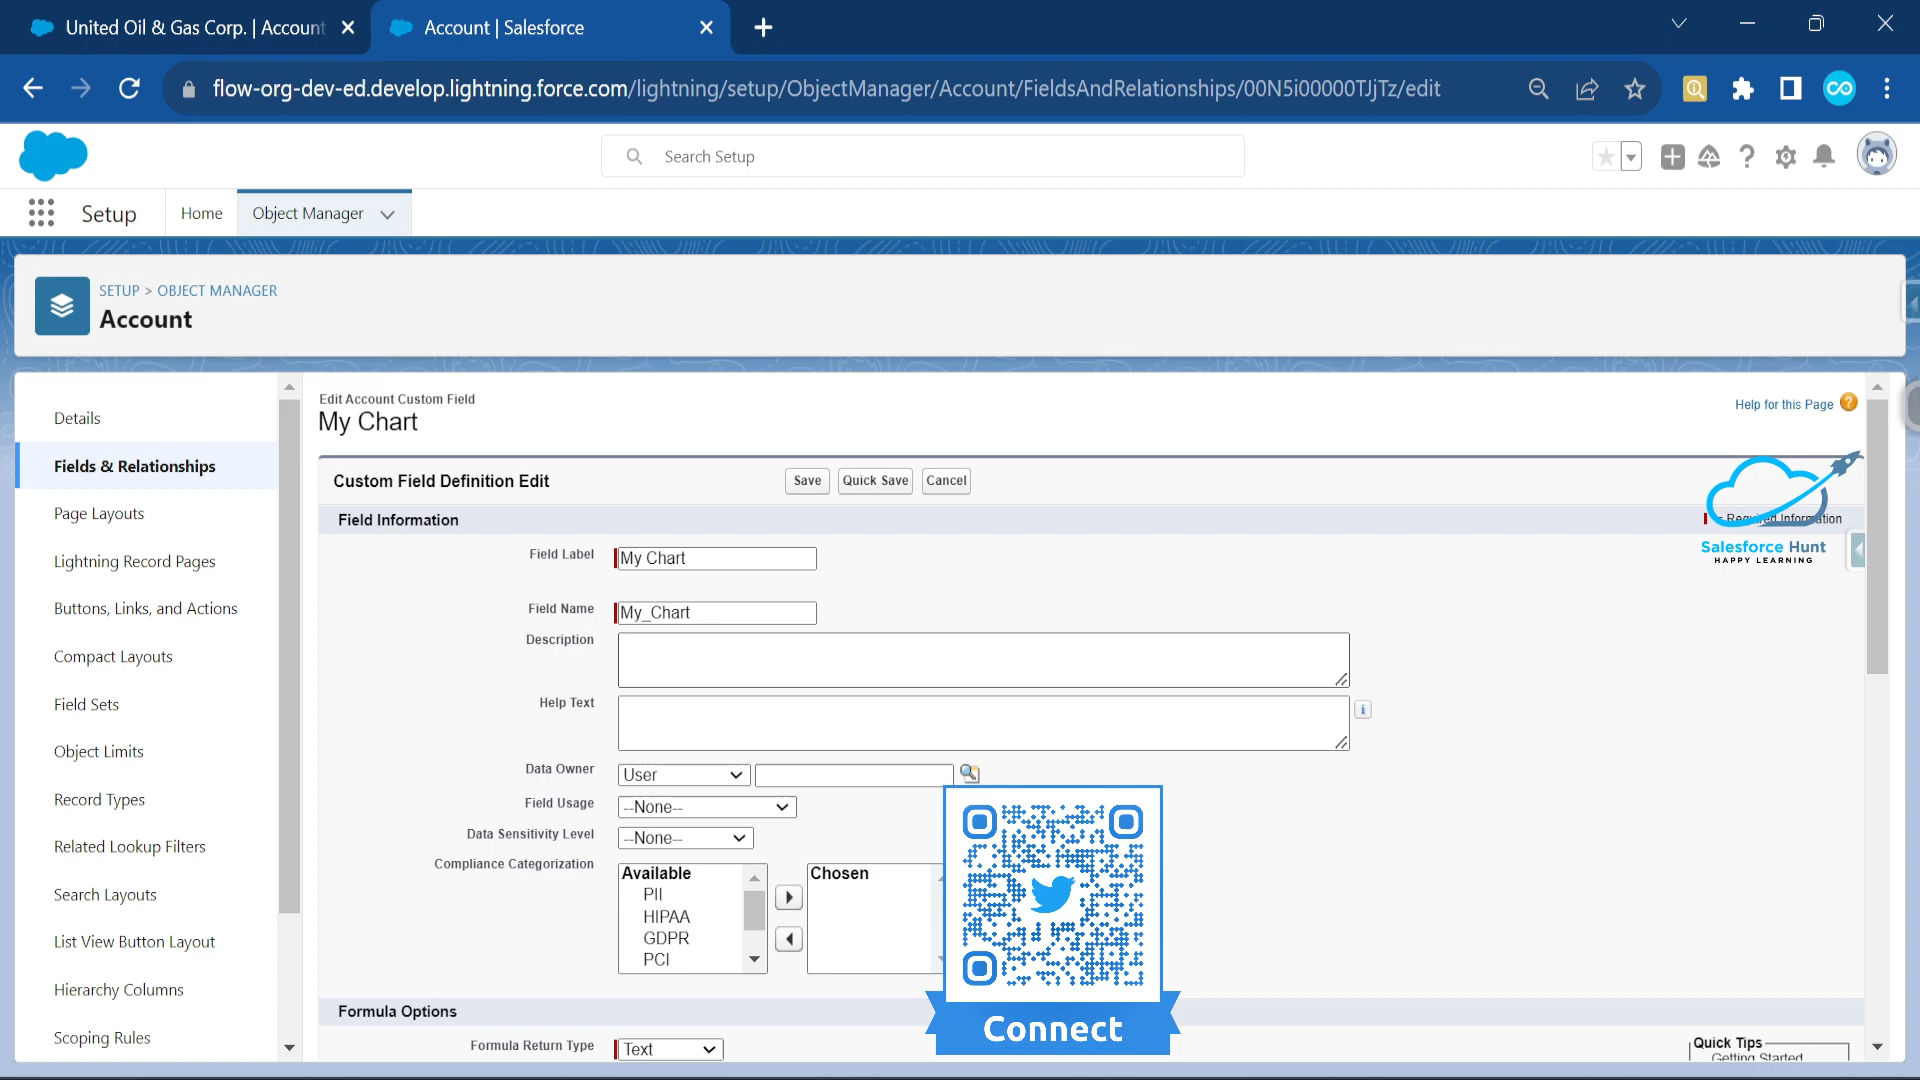 United Oil & Gas Corp. | Account
Account | Salesforce
flow-org-dev-ed.develop.lightning.force.com/lightning/setup/ObjectManager/Account/FieldsAndRelationships/00N5i00000TJjTz/edit
Search Setup
Setup
Home
Object Manager
SETUP > OBJECT MANAGER
Account
Details
Fields & Relationships
Page Layouts
Lightning Record Pages
Buttons, Links, and Actions
Compact Layouts
Field Sets
Object Limits
Record Types
Related Lookup Filters
Search Layouts
List View Button Layout
Hierarchy Columns
Scoping Rules
Edit Account Custom Field
My Chart
Help for this Page
Custom Field Definition Edit
Save
Quick Save
Cancel
Field Information
= Required Information
Salesforce Hunt
HAPPY LEARNING
Field Label
My Chart
Field Name
My_Chart
Description
Help Text
Data Owner
User
Field Usage
--None--
Data Sensitivity Level
--None--
Compliance Categorization
Available
PII
HIPAA
GDPR
PCI
Chosen
Connect
Formula Options
Formula Return Type
Text
Quick Tips
Getting Started